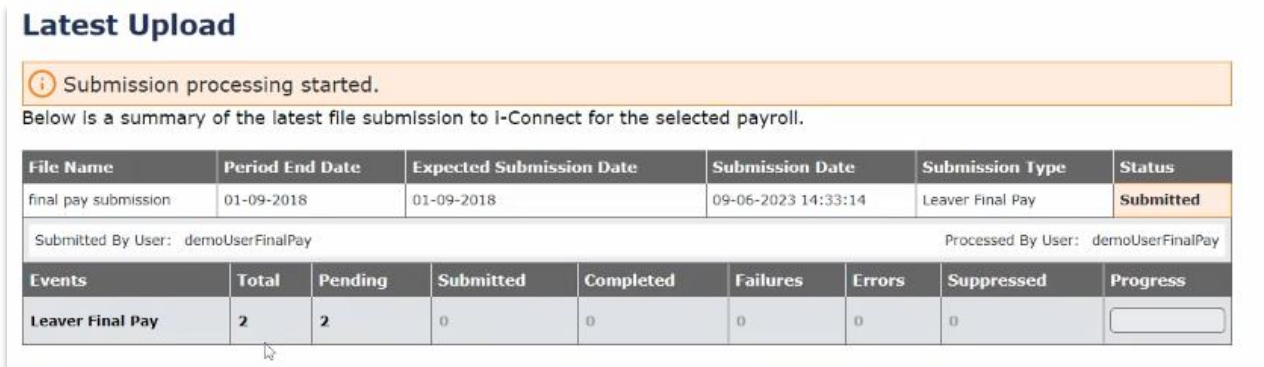 Latest Upload
Submission processing started.
Below is a summary of the latest file submission to i-Connect for the selected payroll.
File Name Period End Date Expected Submission Date Submission Date Submission Type Status
final pay submission 01-09-2018 01-09-2018 09-06-2023 14:33:14 Leaver Final Pay Submitted
Submitted By User: demoUserFinalPay Processed By User: demoUserFinalPay
Events Total Pending Submitted Completed Failures Errors Suppressed Progress
Leaver Final Pay 2 2 0 0 0 0 0